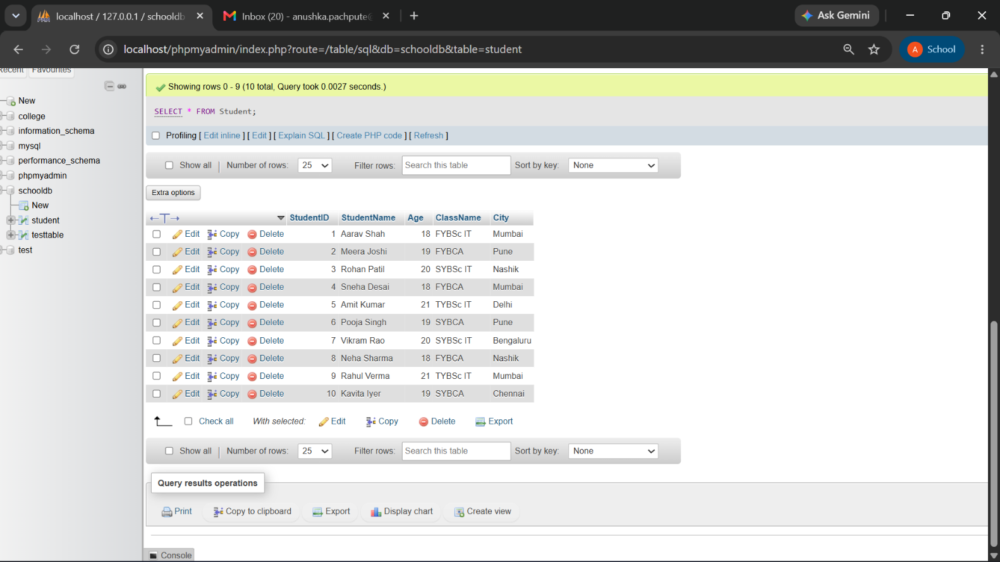 localhost / 127.0.0.1 / schooldb
Inbox (20) - anushka.pachpute@
Ask Gemini
localhost/phpmyadmin/index.php?route=/table/sql&db=schooldb&table=student
A School
Recent Favourites
New
college
information_schema
mysql
performance_schema
phpmyadmin
schooldb
New
student
testtable
test
Showing rows 0 - 9 (10 total, Query took 0.0027 seconds.)
SELECT * FROM Student;
Profiling [ Edit inline ] [ Edit ] [ Explain SQL ] [ Create PHP code ] [ Refresh ]
Show all Number of rows: 25 Filter rows: Search this table Sort by key: None
Extra options
StudentID StudentName Age ClassName City
Edit Copy Delete 1 Aarav Shah 18 FYBSc IT Mumbai
Edit Copy Delete 2 Meera Joshi 19 FYBCA Pune
Edit Copy Delete 3 Rohan Patil 20 SYBSc IT Nashik
Edit Copy Delete 4 Sneha Desai 18 FYBCA Mumbai
Edit Copy Delete 5 Amit Kumar 21 TYBSc IT Delhi
Edit Copy Delete 6 Pooja Singh 19 SYBCA Pune
Edit Copy Delete 7 Vikram Rao 20 SYBSc IT Bengaluru
Edit Copy Delete 8 Neha Sharma 18 FYBCA Nashik
Edit Copy Delete 9 Rahul Verma 21 TYBSc IT Mumbai
Edit Copy Delete 10 Kavita Iyer 19 SYBCA Chennai
Check all With selected: Edit Copy Delete Export
Show all Number of rows: 25 Filter rows: Search this table Sort by key: None
Query results operations
Print Copy to clipboard Export Display chart Create view
Console